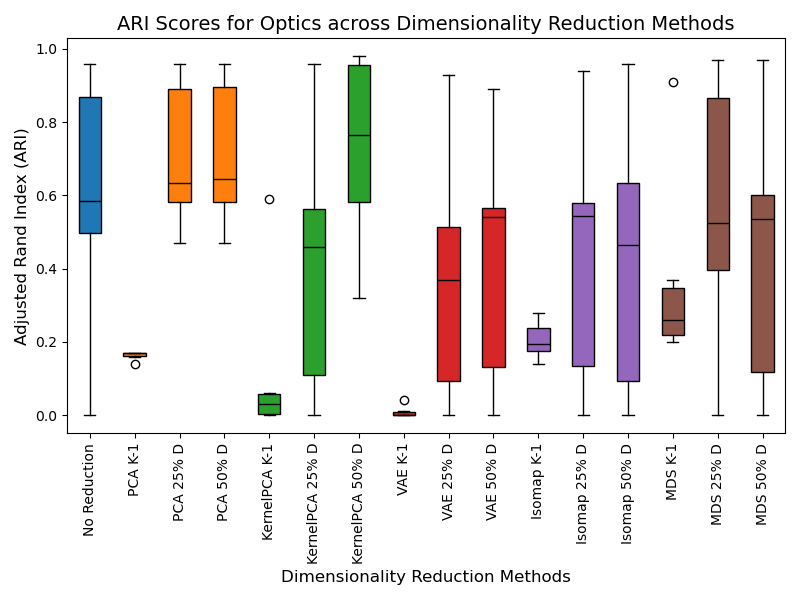 ARI Scores for Optics across Dimensionality Reduction Methods
Adjusted Rand Index (ARI)
1.0
0.8
0.6
0.4
0.2
0.0
No Reduction
PCA K-1
PCA 25% D
PCA 50% D
KernelPCA K-1
KernelPCA 25% D
KernelPCA 50% D
VAE K-1
VAE 25% D
VAE 50% D
Isomap K-1
Isomap 25% D
Isomap 50% D
MDS K-1
MDS 25% D
MDS 50% D
Dimensionality Reduction Methods